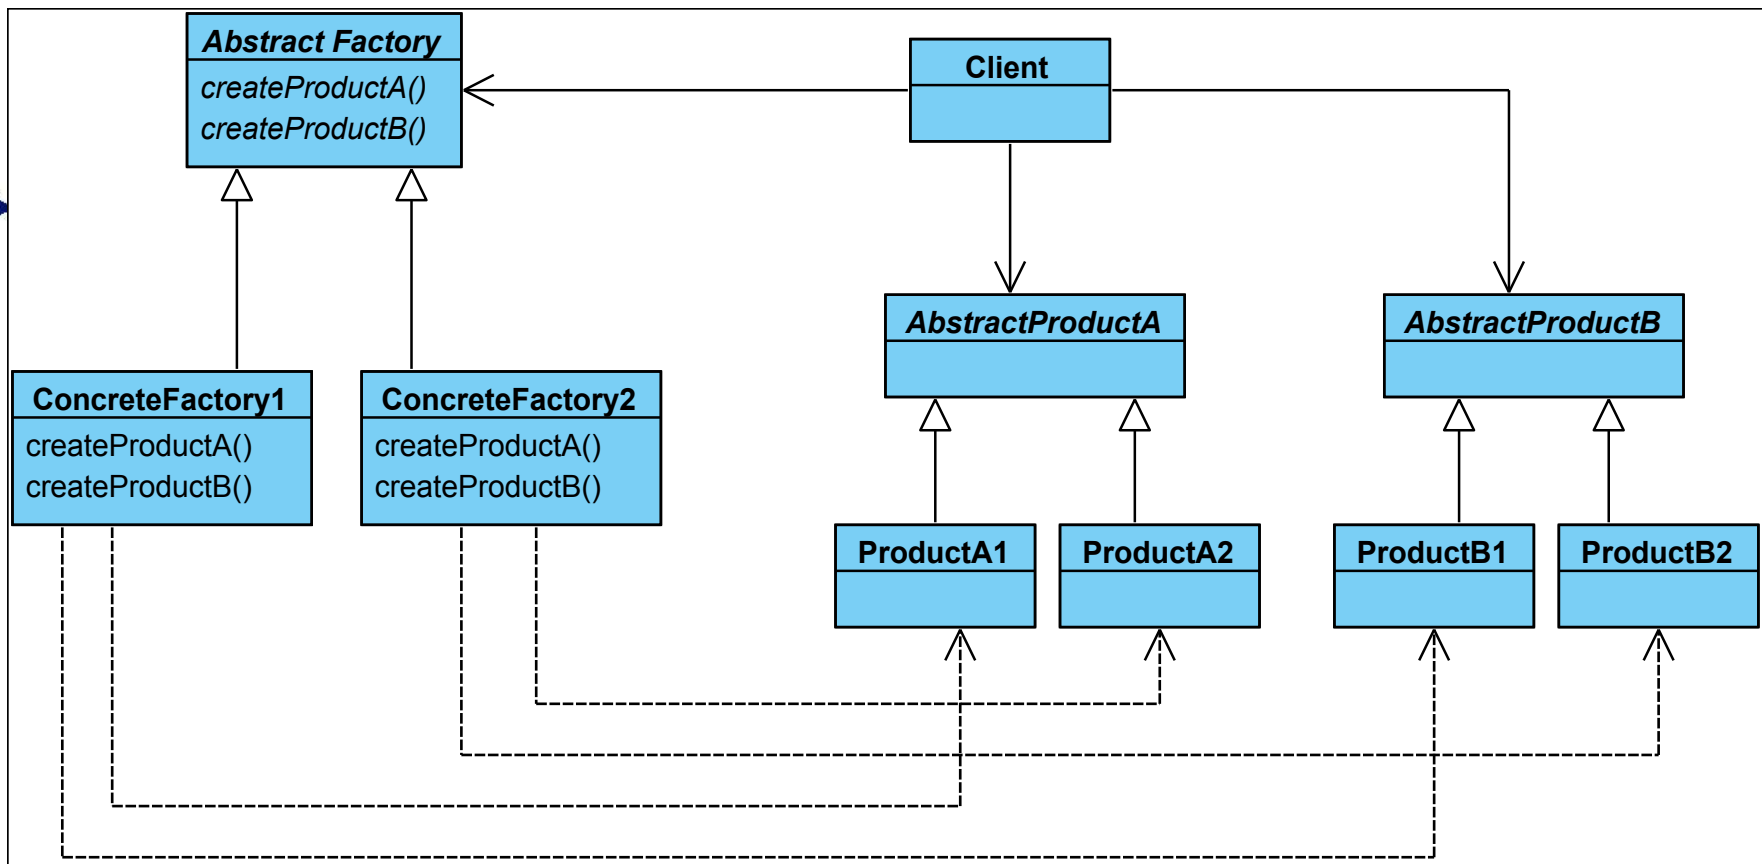 Abstract Factory
createProductA()
createProductB()
Client
AbstractProductA
AbstractProductB
ConcreteFactory1
createProductA()
createProductB()
ConcreteFactory2
createProductA()
createProductB()
ProductA1
ProductA2
ProductB1
ProductB2